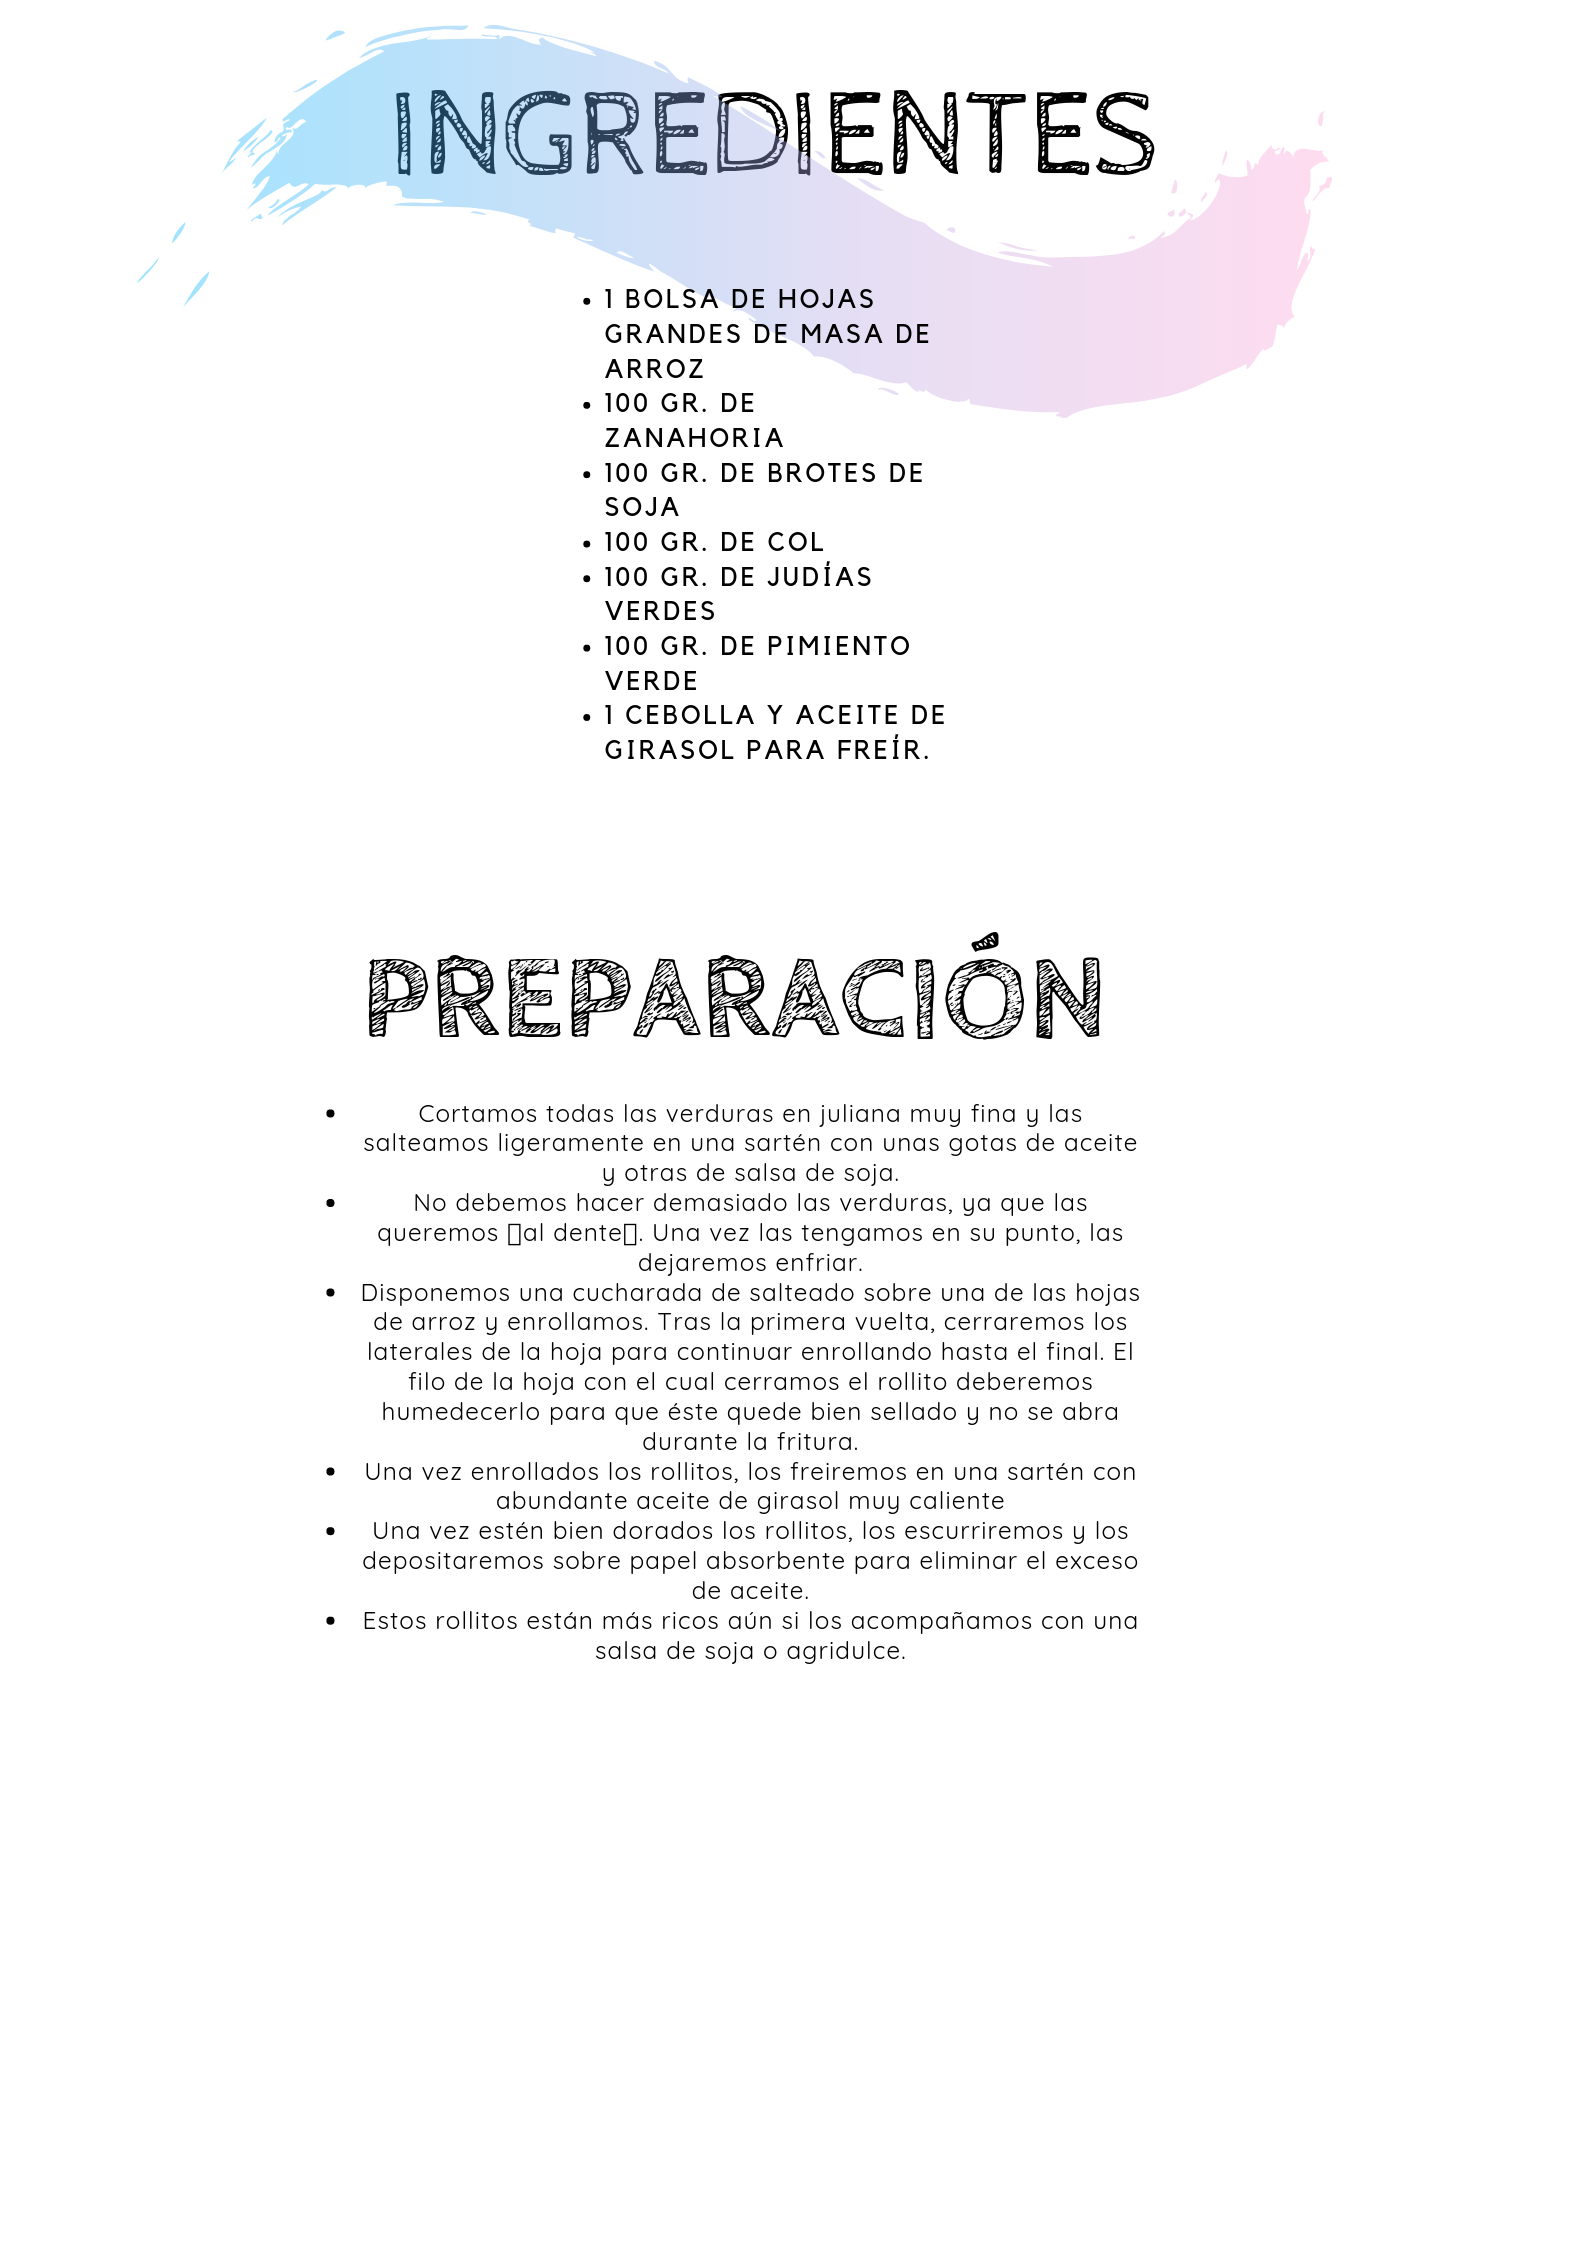 INGREDIENTES
• 1 BOLSA DE HOJAS
GRANDES DE MASA DE
ARROZ
• 100 GR. DE
ZANAHORIA
• 100 GR. DE BROTES DE
SOJA
• 100 GR. DE COL
• 100 GR. DE JUDÍAS
VERDES
• 100 GR. DE PIMIENTO
VERDE
• 1 CEBOLLA Y ACEITE DE
GIRASOL PARA FREÍR.
PREPARACIÓN
• Cortamos todas las verduras en juliana muy fina y las
salteamos ligeramente en una sartén con unas gotas de aceite
y otras de salsa de soja.
• No debemos hacer demasiado las verduras, ya que las
queremos ▯al dente▯. Una vez las tengamos en su punto, las
dejaremos enfriar.
• Disponemos una cucharada de salteado sobre una de las hojas
de arroz y enrollamos. Tras la primera vuelta, cerraremos los
laterales de la hoja para continuar enrollando hasta el final. El
filo de la hoja con el cual cerramos el rollito deberemos
humedecerlo para que éste quede bien sellado y no se abra
durante la fritura.
• Una vez enrollados los rollitos, los freiremos en una sartén con
abundante aceite de girasol muy caliente
• Una vez estén bien dorados los rollitos, los escurriremos y los
depositaremos sobre papel absorbente para eliminar el exceso
de aceite.
• Estos rollitos están más ricos aún si los acompañamos con una
salsa de soja o agridulce.